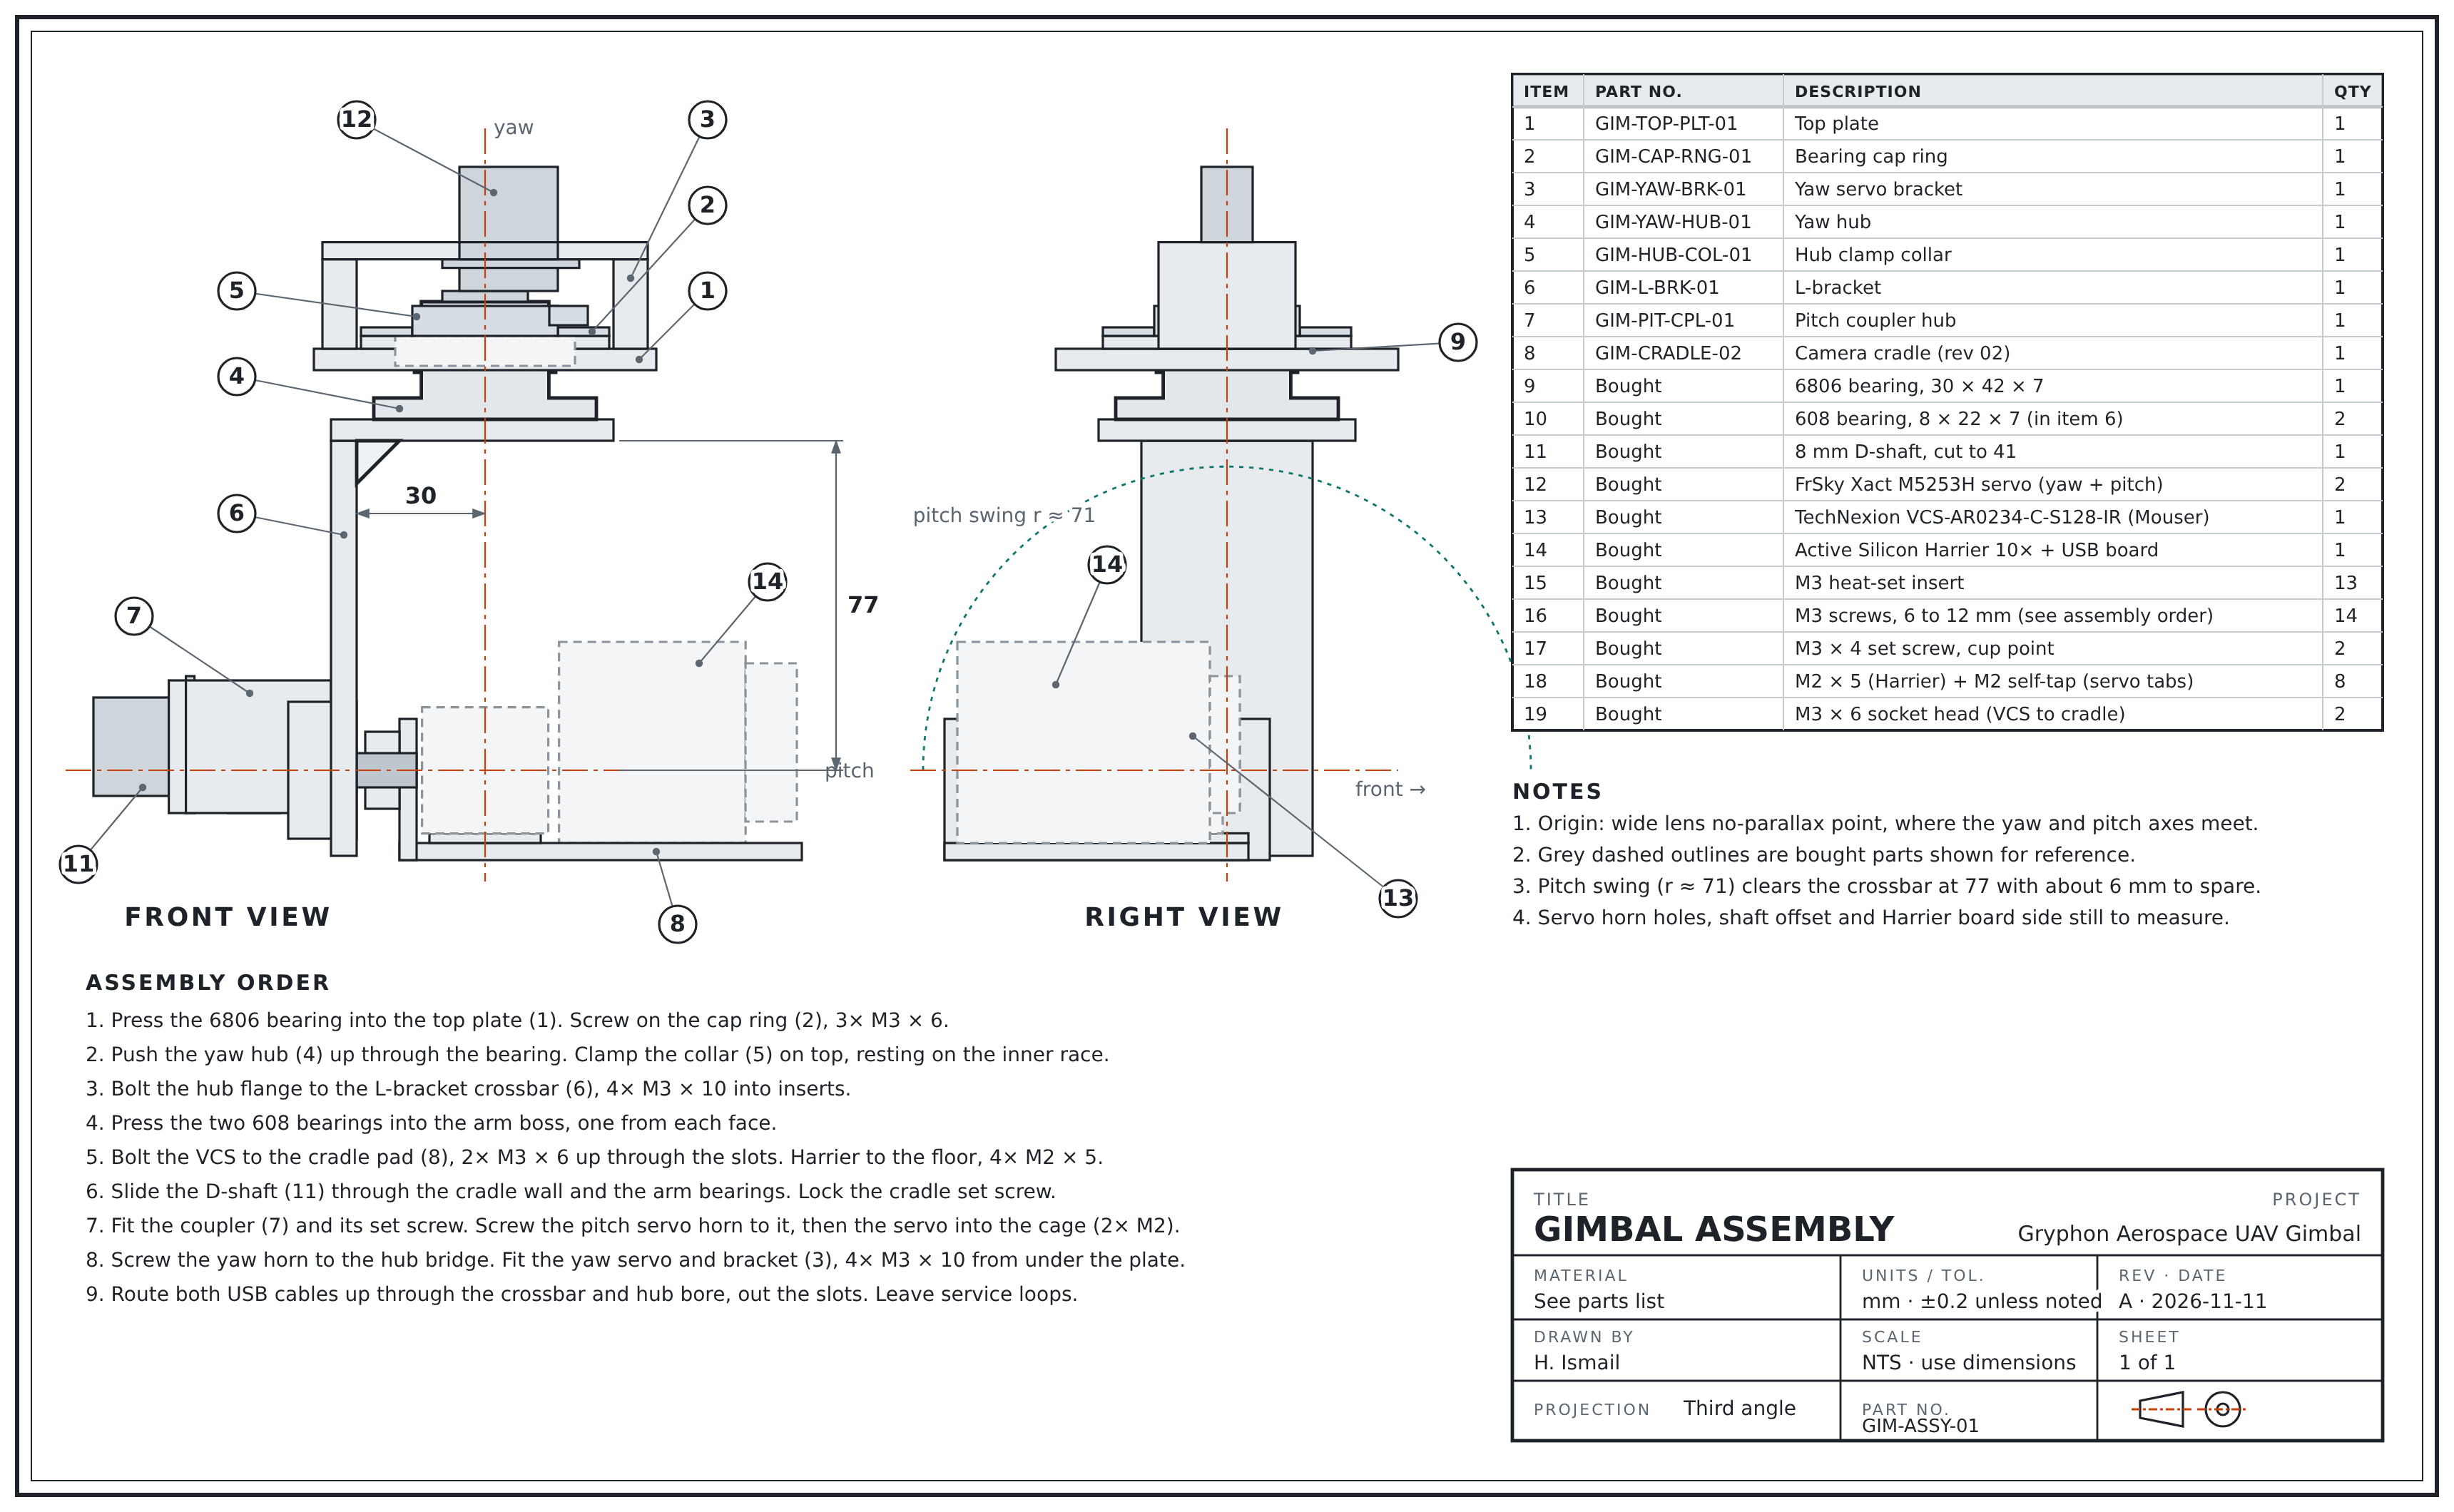 12
yaw
3
2
5
1
4
9
30
6
pitch swing r ≈ 71
14
14
77
7
pitch
front →
11
13
8
FRONT VIEW
RIGHT VIEW
ITEM PART NO. DESCRIPTION QTY
1 GIM-TOP-PLT-01 Top plate 1
2 GIM-CAP-RNG-01 Bearing cap ring 1
3 GIM-YAW-BRK-01 Yaw servo bracket 1
4 GIM-YAW-HUB-01 Yaw hub 1
5 GIM-HUB-COL-01 Hub clamp collar 1
6 GIM-L-BRK-01 L-bracket 1
7 GIM-PIT-CPL-01 Pitch coupler hub 1
8 GIM-CRADLE-02 Camera cradle (rev 02) 1
9 Bought 6806 bearing, 30 × 42 × 7 1
10 Bought 608 bearing, 8 × 22 × 7 (in item 6) 2
11 Bought 8 mm D-shaft, cut to 41 1
12 Bought FrSky Xact M5253H servo (yaw + pitch) 2
13 Bought TechNexion VCS-AR0234-C-S128-IR (Mouser) 1
14 Bought Active Silicon Harrier 10× + USB board 1
15 Bought M3 heat-set insert 13
16 Bought M3 screws, 6 to 12 mm (see assembly order) 14
17 Bought M3 × 4 set screw, cup point 2
18 Bought M2 × 5 (Harrier) + M2 self-tap (servo tabs) 8
19 Bought M3 × 6 socket head (VCS to cradle) 2
NOTES
1. Origin: wide lens no-parallax point, where the yaw and pitch axes meet.
2. Grey dashed outlines are bought parts shown for reference.
3. Pitch swing (r ≈ 71) clears the crossbar at 77 with about 6 mm to spare.
4. Servo horn holes, shaft offset and Harrier board side still to measure.
ASSEMBLY ORDER
1. Press the 6806 bearing into the top plate (1). Screw on the cap ring (2), 3× M3 × 6.
2. Push the yaw hub (4) up through the bearing. Clamp the collar (5) on top, resting on the inner race.
3. Bolt the hub flange to the L-bracket crossbar (6), 4× M3 × 10 into inserts.
4. Press the two 608 bearings into the arm boss, one from each face.
5. Bolt the VCS to the cradle pad (8), 2× M3 × 6 up through the slots. Harrier to the floor, 4× M2 × 5.
6. Slide the D-shaft (11) through the cradle wall and the arm bearings. Lock the cradle set screw.
7. Fit the coupler (7) and its set screw. Screw the pitch servo horn to it, then the servo into the cage (2× M2).
8. Screw the yaw horn to the hub bridge. Fit the yaw servo and bracket (3), 4× M3 × 10 from under the plate.
9. Route both USB cables up through the crossbar and hub bore, out the slots. Leave service loops.
TITLE PROJECT
GIMBAL ASSEMBLY Gryphon Aerospace UAV Gimbal
MATERIAL UNITS / TOL. REV · DATE
See parts list mm · ±0.2 unless noted A · 2026-11-11
DRAWN BY SCALE SHEET
H. Ismail NTS · use dimensions 1 of 1
PROJECTION Third angle PART NO.
GIM-ASSY-01